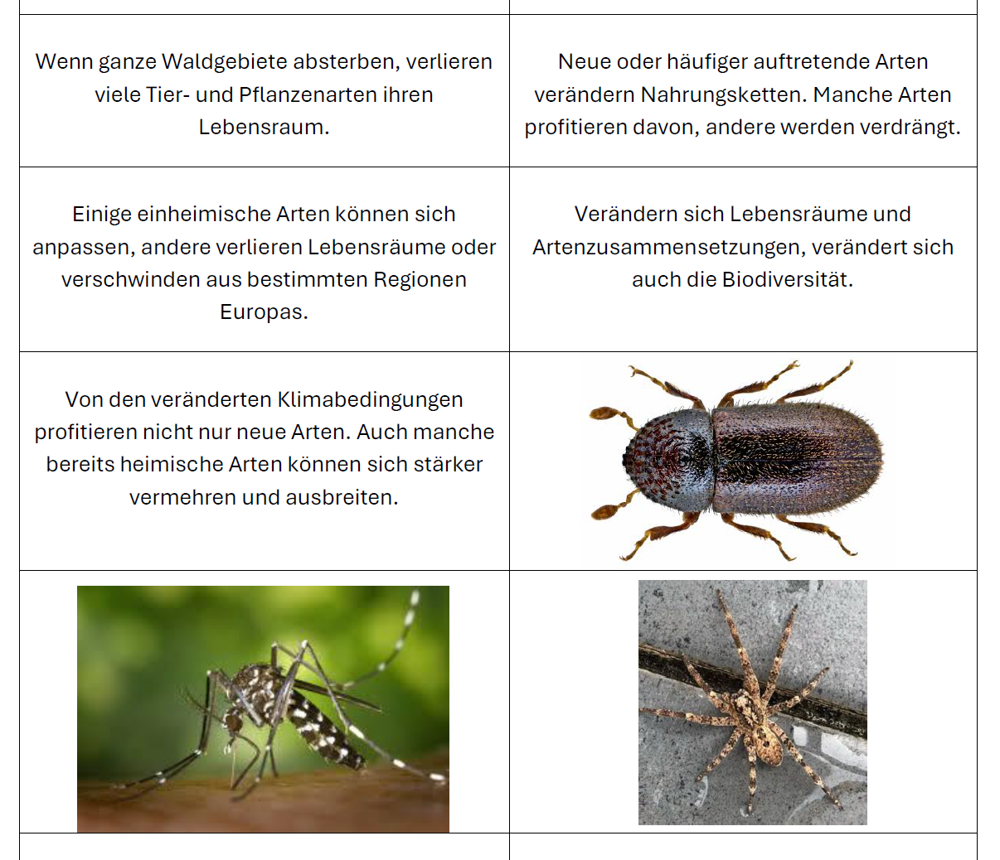 Wenn ganze Waldgebiete absterben, verlieren
viele Tier- und Pflanzenarten ihren
Lebensraum.
Neue oder häufiger auftretende Arten
verändern Nahrungsketten. Manche Arten
profitieren davon, andere werden verdrängt.
Einige einheimische Arten können sich
anpassen, andere verlieren Lebensräume oder
verschwinden aus bestimmten Regionen
Europas.
Verändern sich Lebensräume und
Artenzusammensetzungen, verändert sich
auch die Biodiversität.
Von den veränderten Klimabedingungen
profitieren nicht nur neue Arten. Auch manche
bereits heimische Arten können sich stärker
vermehren und ausbreiten.